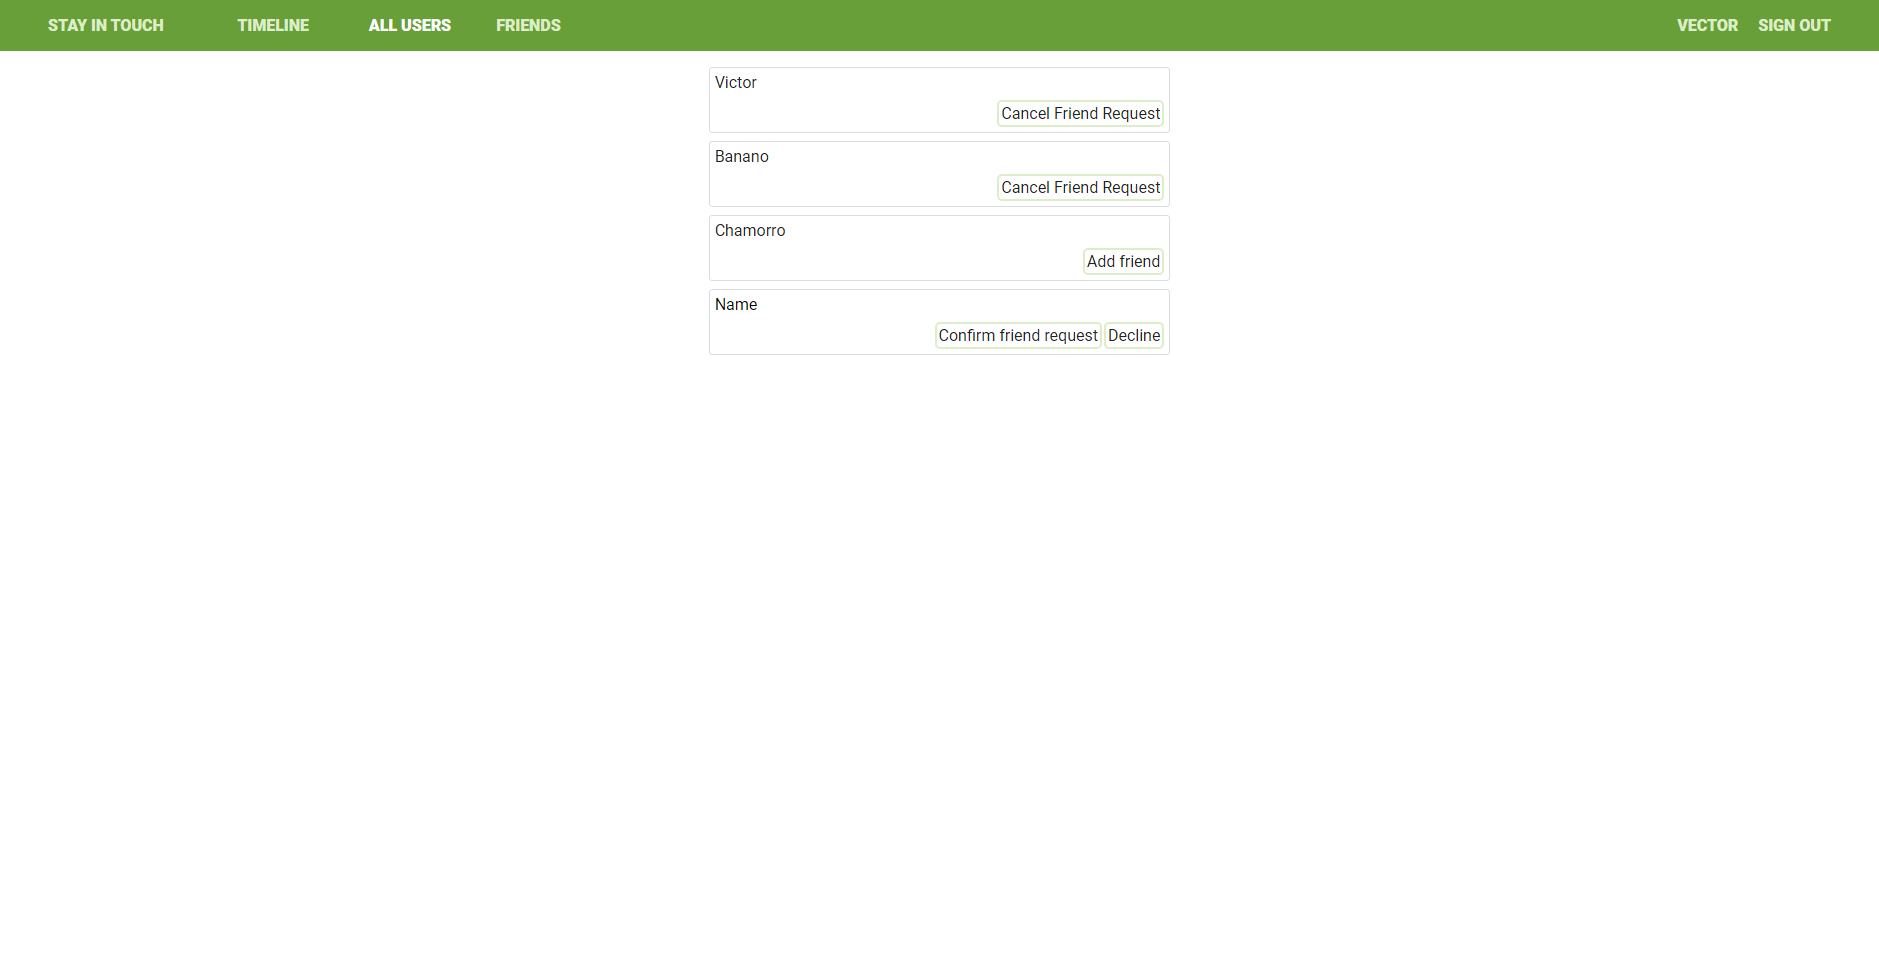 STAY IN TOUCH TIMELINE ALL USERS FRIENDS VECTOR SIGN OUT
Victor
Cancel Friend Request
Banano
Cancel Friend Request
Chamorro
Add friend
Name
Confirm friend request Decline